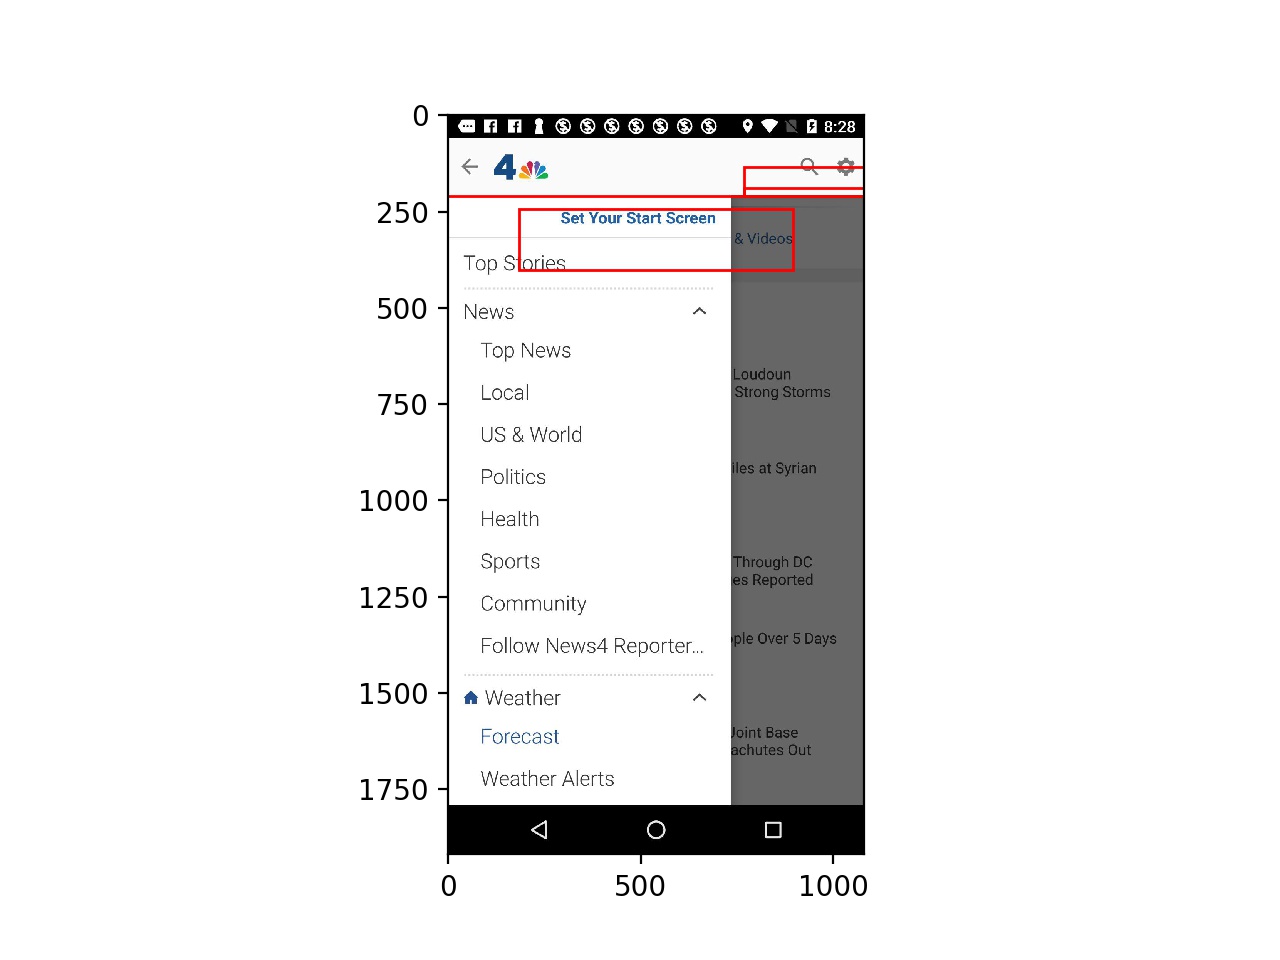 0
8:28
4
250
Set Your Start Screen
& Videos
Top Stories
500
News
Top News
Loudoun
Strong Storms
750
Local
US & World
iles at Syrian
Politics
1000
Health
Through DC
es Reported
Sports
1250
Community
ople Over 5 Days
Follow News4 Reporter...
1500
Weather
Joint Base
achutes Out
Forecast
1750
Weather Alerts
0
500
1000